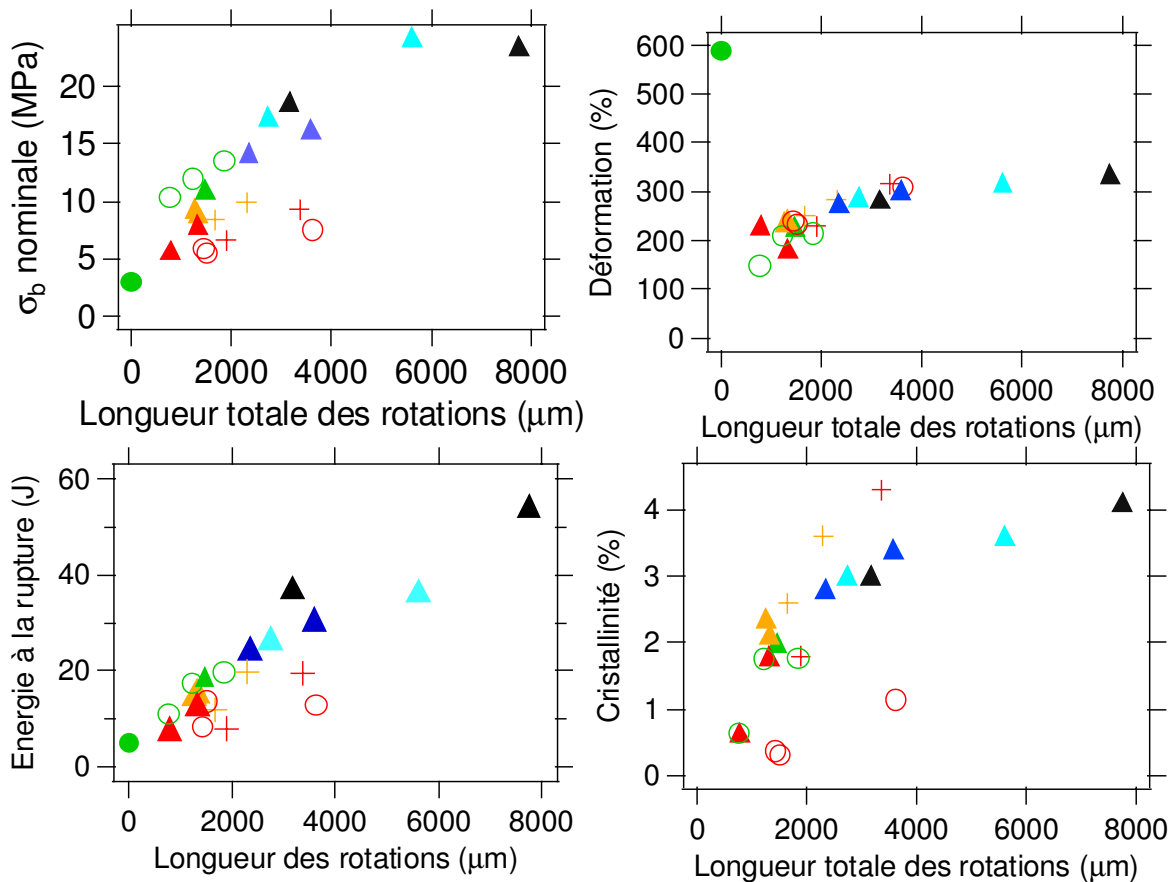 σb nominale (MPa)
20
15
10
5
0
0 2000 4000 6000 8000
Longueur totale des rotations (µm)
Déformation (%)
600
500
400
300
200
100
0
0 2000 4000 6000 8000
Longueur totale des rotations (µm)
Energie à la rupture (J)
60
40
20
0
0 2000 4000 6000 8000
Longueur des rotations (µm)
Cristallinité (%)
4
3
2
1
0
0 2000 4000 6000 8000
Longueur totale des rotations (µm)